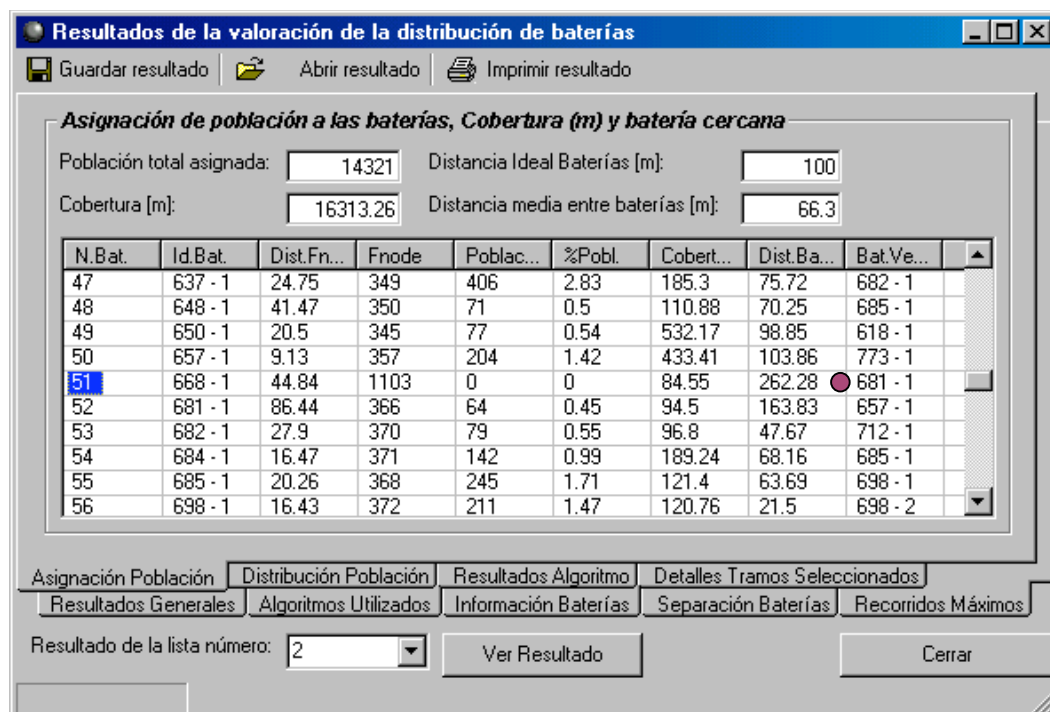 Resultados de la valoración de la distribución de baterías
Guardar resultado Abrir resultado Imprimir resultado
Asignación de población a las baterías, Cobertura (m) y batería cercana
Población total asignada: 14321 Distancia Ideal Baterías [m]: 100
Cobertura [m]: 16313.26 Distancia media entre baterías [m]: 66.3
N.Bat. Id.Bat. Dist.Fn... Fnode Poblac... %Pobl. Cobert... Dist.Ba... Bat.Ve...
47 637 - 1 24.75 349 406 2.83 185.3 75.72 682 - 1
48 648 - 1 41.47 350 71 0.5 110.88 70.25 685 - 1
49 650 - 1 20.5 345 77 0.54 532.17 98.85 618 - 1
50 657 - 1 9.13 357 204 1.42 433.41 103.86 773 - 1
51 668 - 1 44.84 1103 0 0 84.55 262.28 681 - 1
52 681 - 1 86.44 366 64 0.45 94.5 163.83 657 - 1
53 682 - 1 27.9 370 79 0.55 96.8 47.67 712 - 1
54 684 - 1 16.47 371 142 0.99 189.24 68.16 685 - 1
55 685 - 1 20.26 368 245 1.71 121.4 63.69 698 - 1
56 698 - 1 16.43 372 211 1.47 120.76 21.5 698 - 2
Asignación Población Distribución Población Resultados Algoritmo Detalles Tramos Seleccionados
Resultados Generales Algoritmos Utilizados Información Baterías Separación Baterías Recorridos Máximos
Resultado de la lista número: 2 Ver Resultado Cerrar